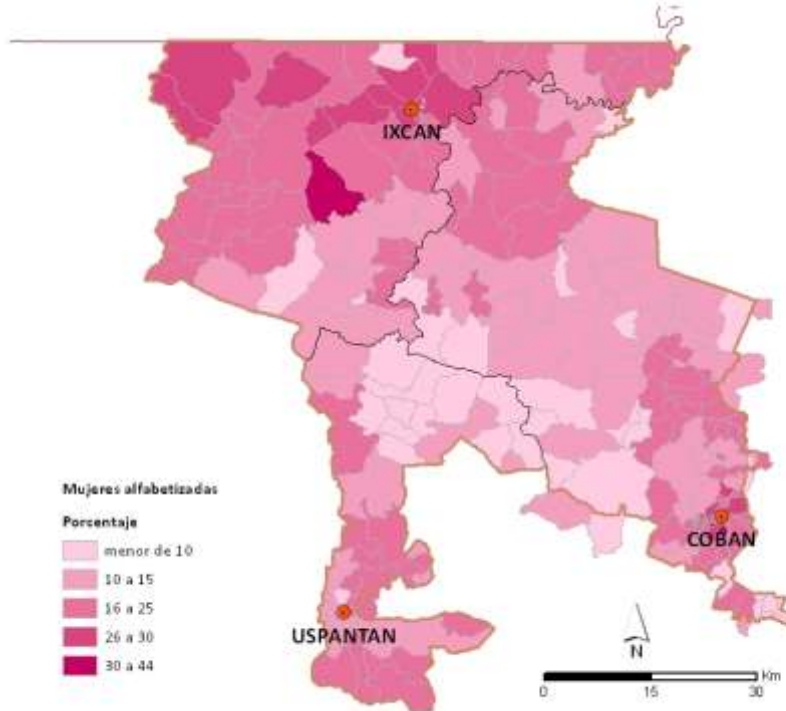 IXCAN
Mujeres alfabetizadas
Porcentaje
menor de 10
10 a 15
16 a 25
26 a 30
30 a 44
COBAN
USPANTAN
N
Km
0 15 30